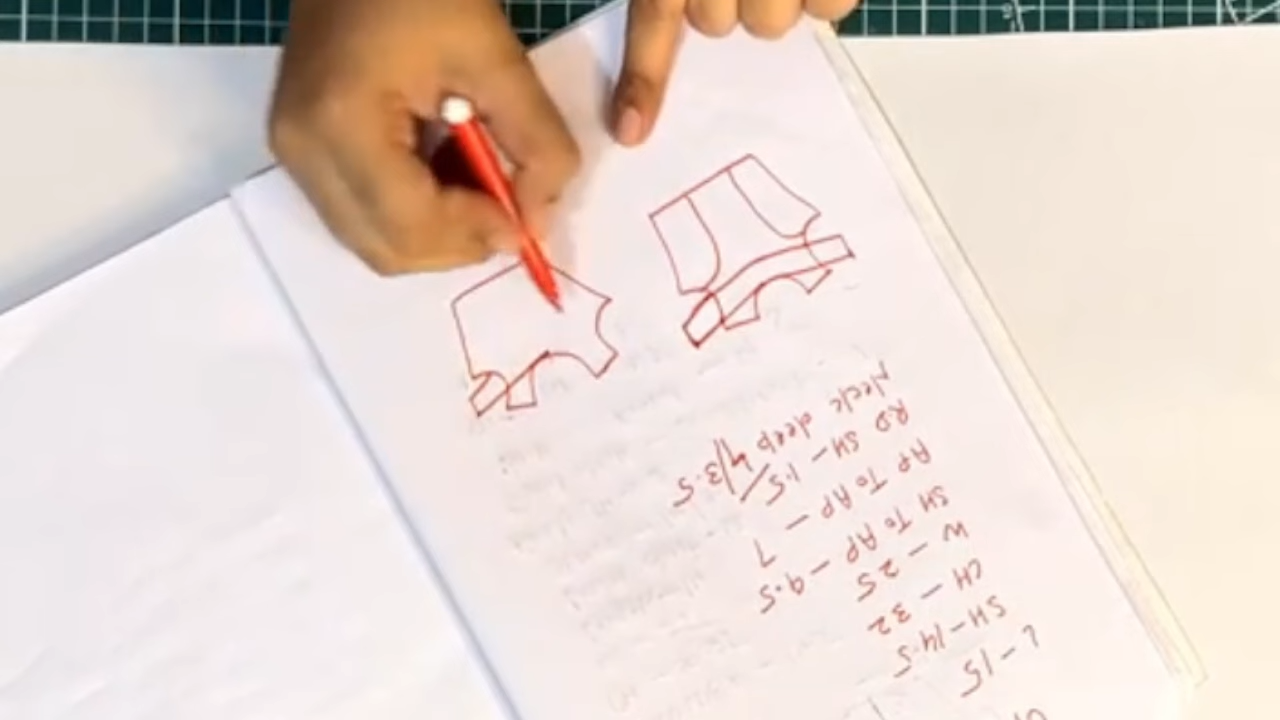 L - 15
SH - 14.5
CH - 32
W - 25
SH To AP - 9.5
AP To AP - 7
RD SH - 1.5
Neck deep 4/3.5